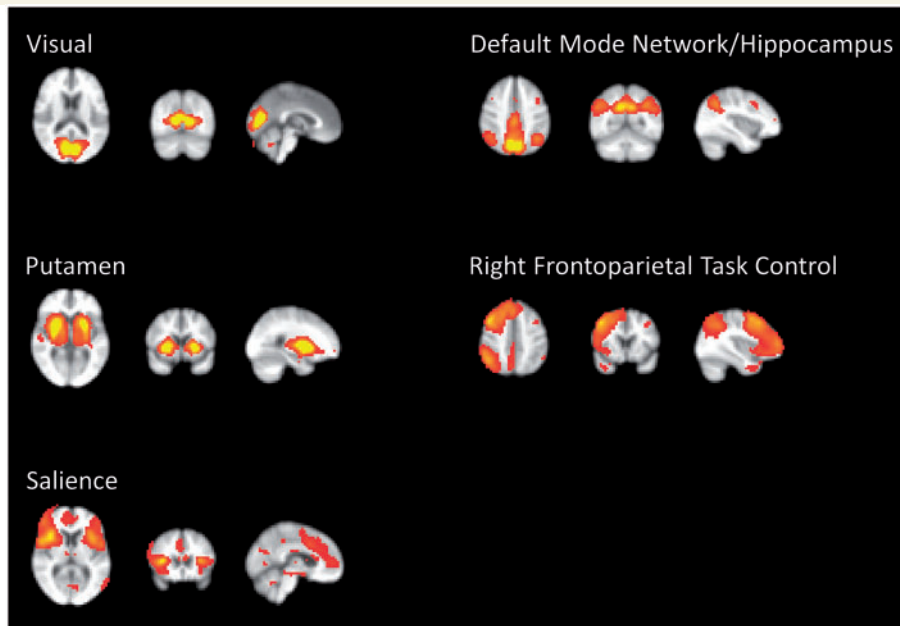 Visual
Default Mode Network/Hippocampus
Putamen
Right Frontoparietal Task Control
Salience